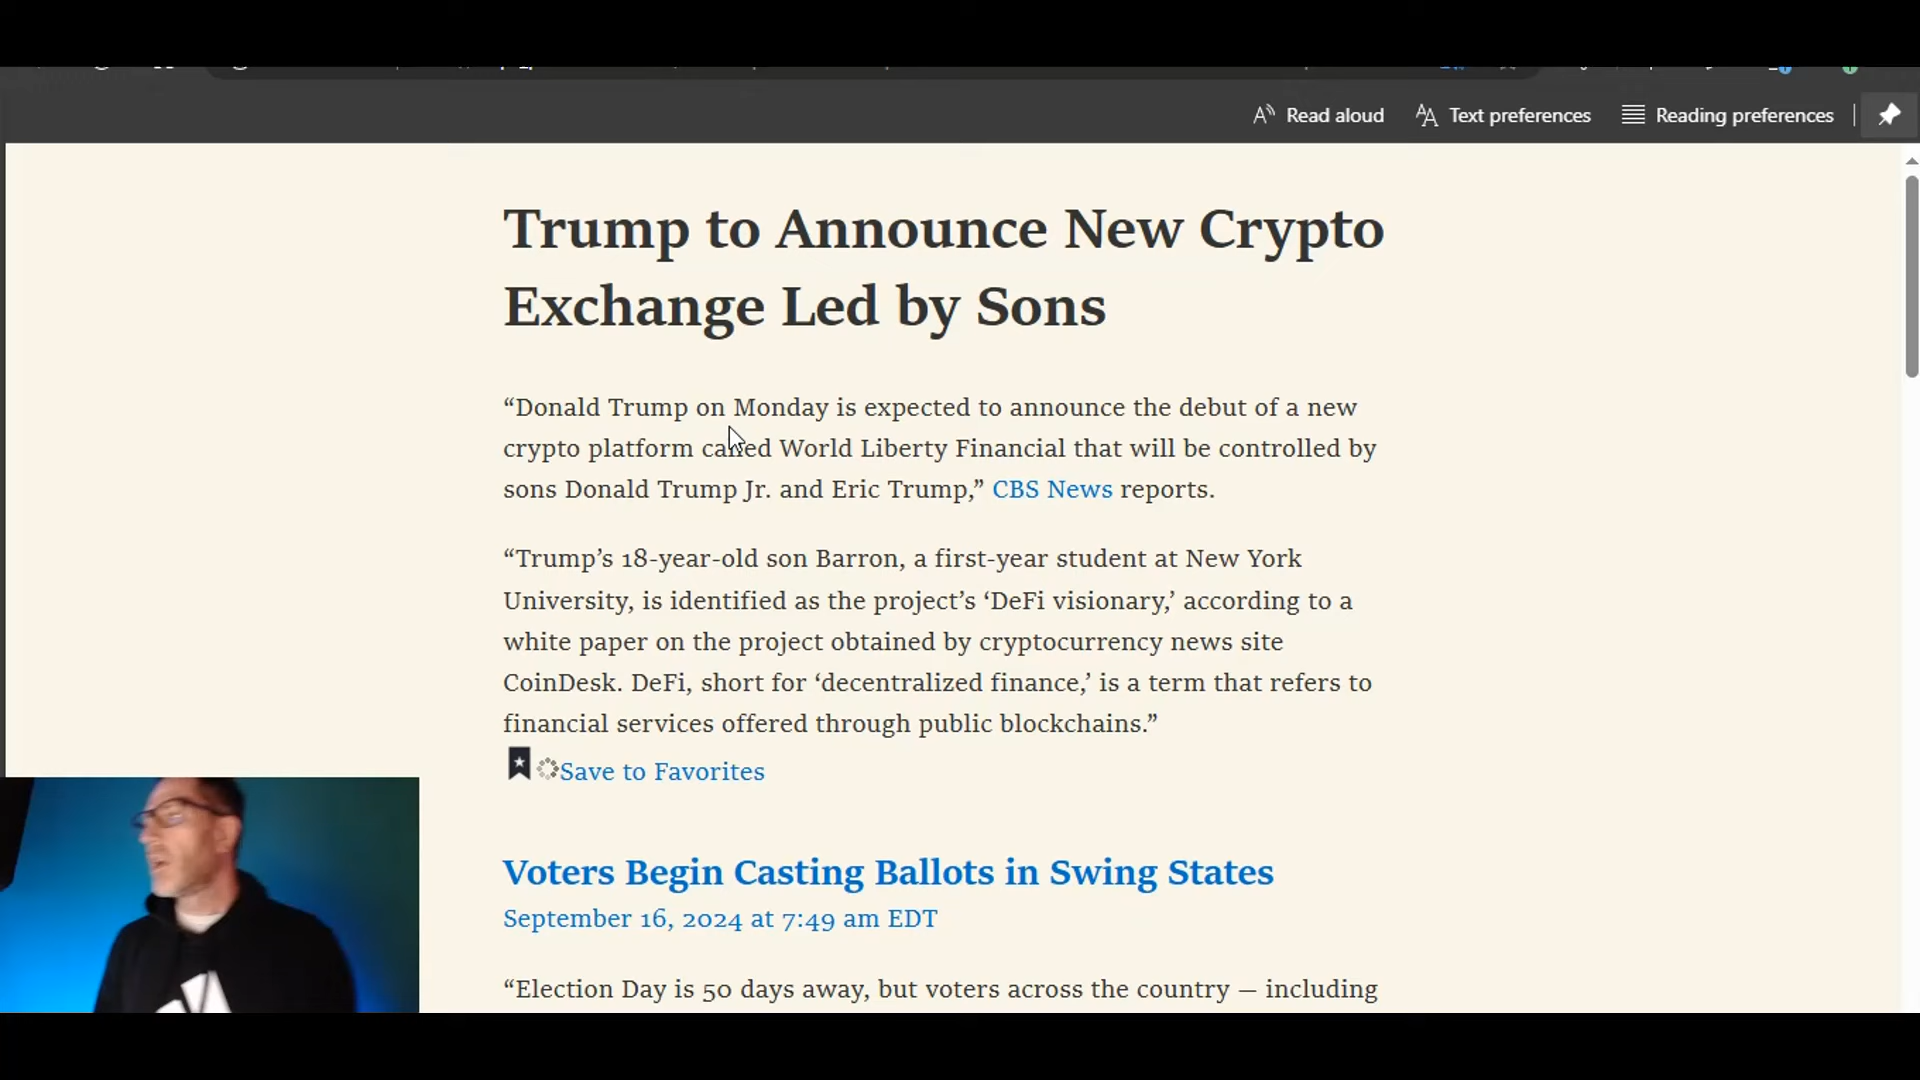 Read aloud
Text preferences
Reading preferences
Trump to Announce New Crypto
Exchange Led by Sons
“Donald Trump on Monday is expected to announce the debut of a new
crypto platform called World Liberty Financial that will be controlled by
sons Donald Trump Jr. and Eric Trump,” CBS News reports.
“Trump’s 18-year-old son Barron, a first-year student at New York
University, is identified as the project’s ‘DeFi visionary,’ according to a
white paper on the project obtained by cryptocurrency news site
CoinDesk. DeFi, short for ‘decentralized finance,’ is a term that refers to
financial services offered through public blockchains.”
Save to Favorites
Voters Begin Casting Ballots in Swing States
September 16, 2024 at 7:49 am EDT
“Election Day is 50 days away, but voters across the country — including